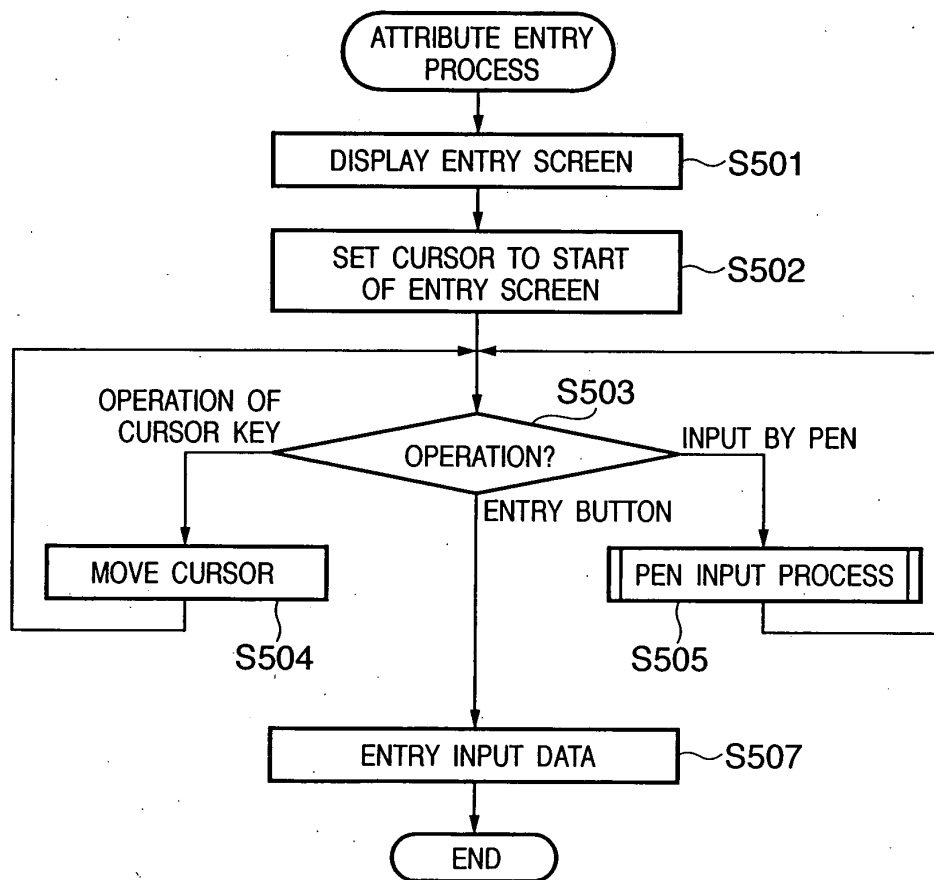 ATTRIBUTE ENTRY
PROCESS
DISPLAY ENTRY SCREEN
S501
SET CURSOR TO START
OF ENTRY SCREEN
S502
S503
OPERATION OF
CURSOR KEY
OPERATION?
INPUT BY PEN
ENTRY BUTTON
MOVE CURSOR
PEN INPUT PROCESS
S504
S505
ENTRY INPUT DATA
S507
END